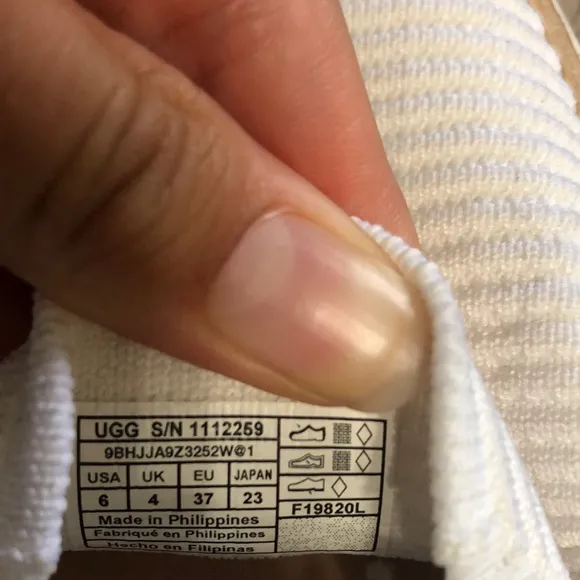 UGG S/N 1112259
9BHJJA9Z3252W@1
USA UK EU JAPAN
6 4 37 23
F19820L
Made in Philippines
Fabriqué en Philippines
Hecho en Filipinas